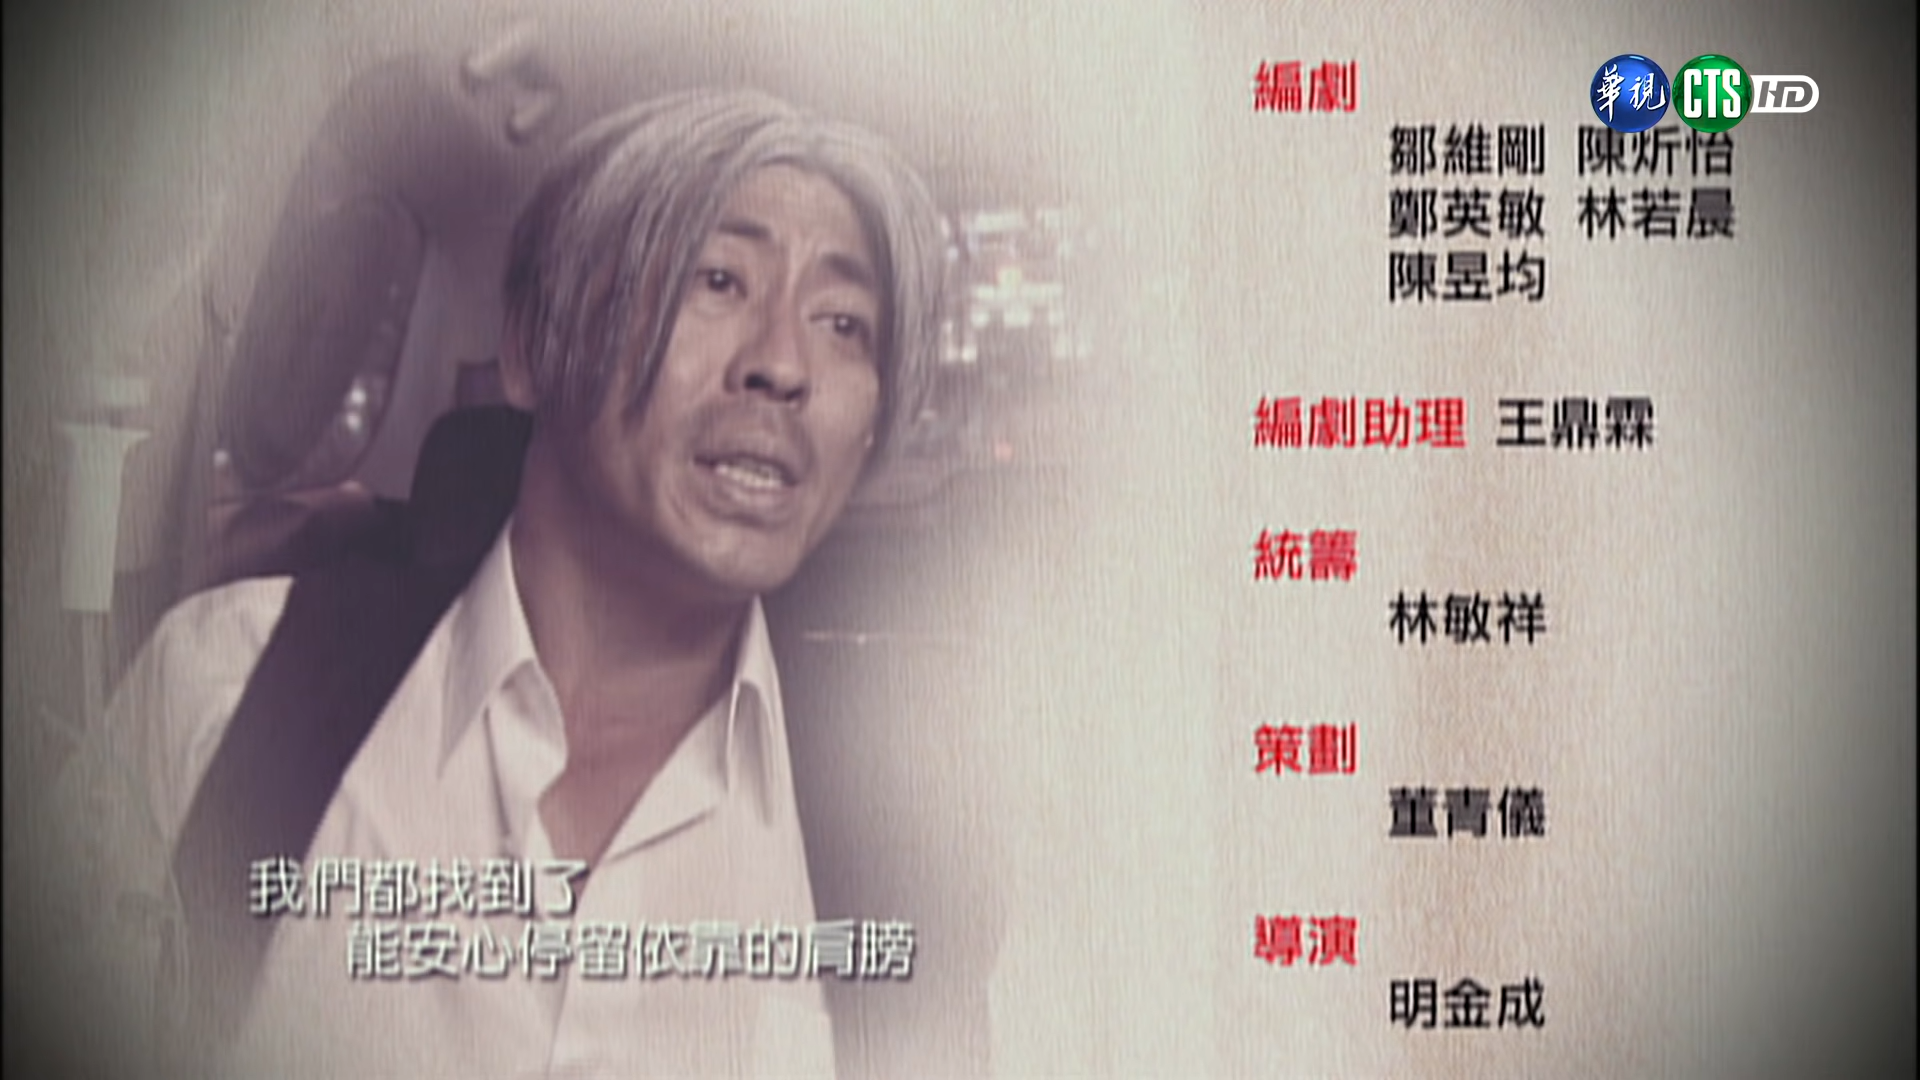 華視 CTS HD
編劇
鄒維剛 陳炘怡
鄭英敏 林若晨
陳昱均
編劇助理 王鼎霖
統籌
林敏祥
策劃
董青儀
導演
明金成
我們都找到了
能安心停留依靠的肩膀